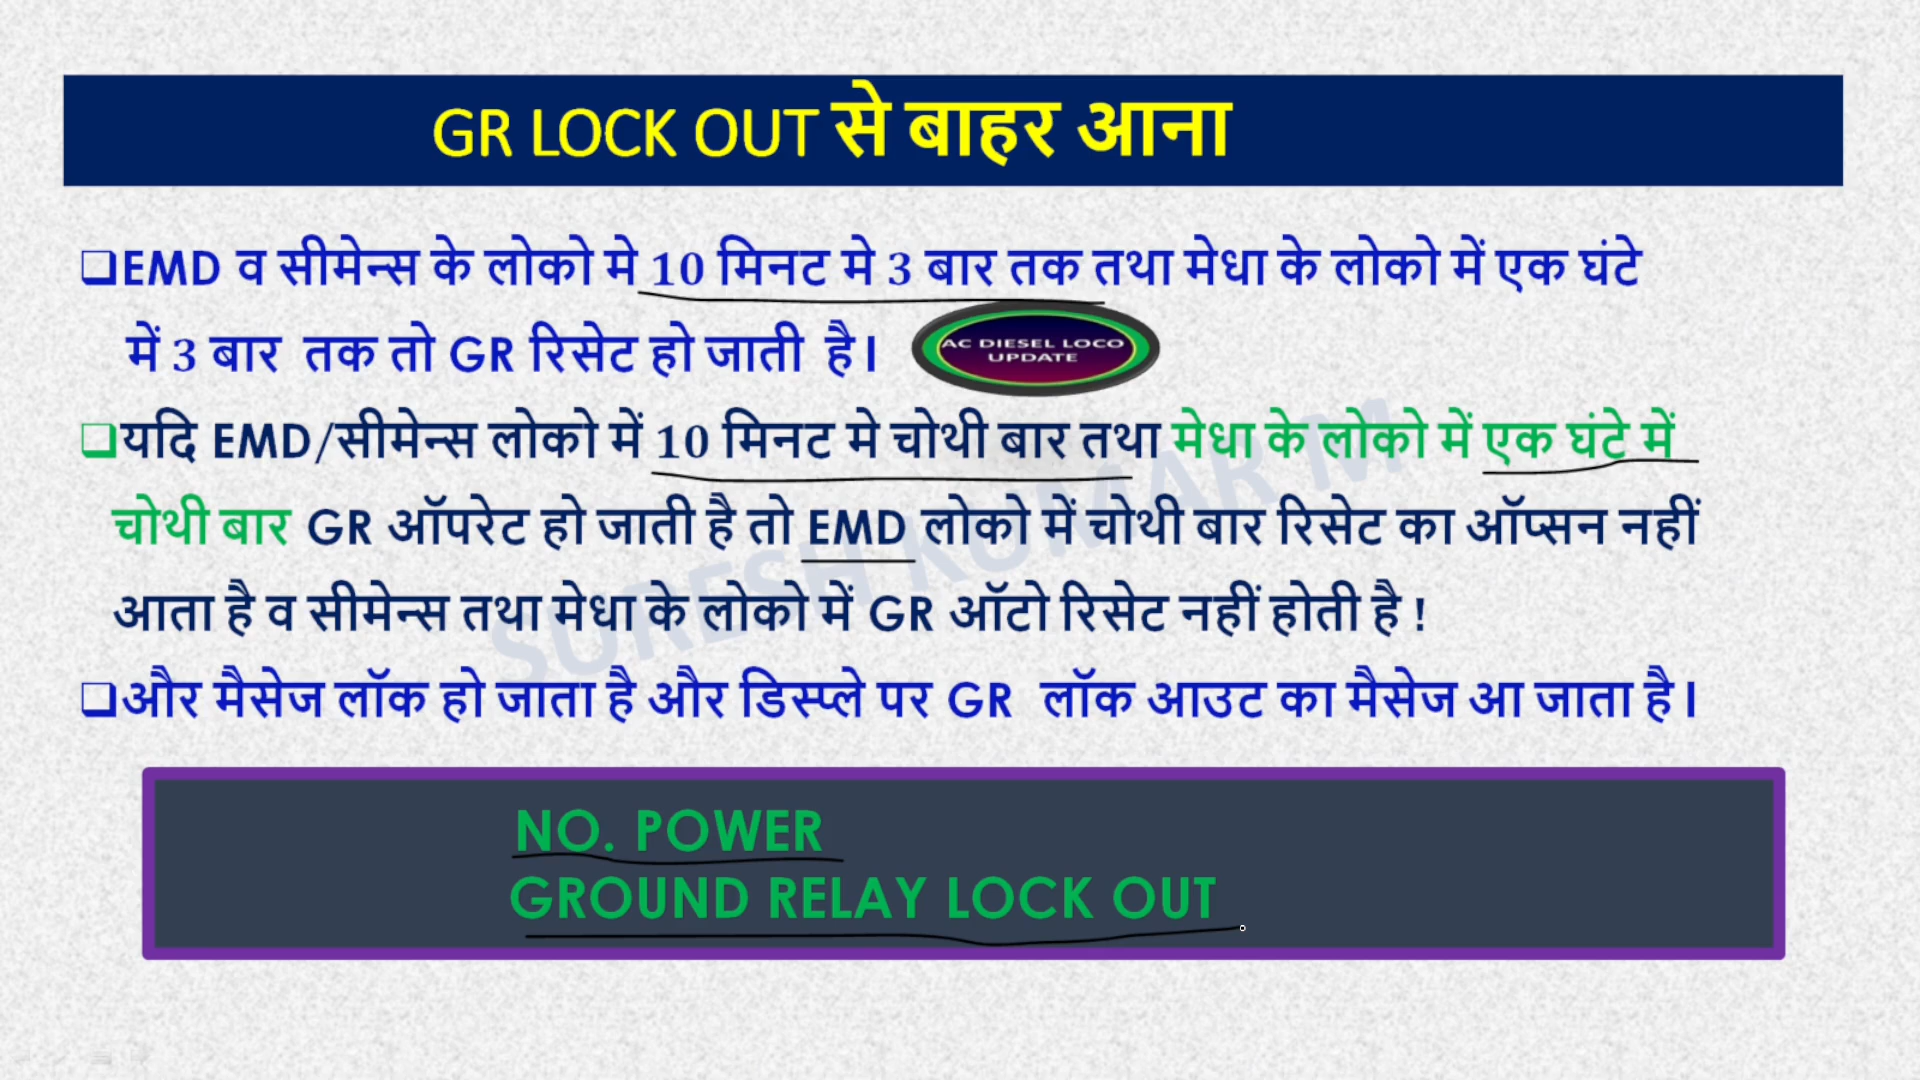 GR LOCK OUT से बाहर आना
❑EMD व सीमेन्स के लोको मे 10 मिनट मे 3 बार तक तथा मेधा के लोको में एक घंटे
में 3 बार तक तो GR रिसेट हो जाती है।
AC DIESEL LOCO
UPDATE
❑यदि EMD/सीमेन्स लोको में 10 मिनट मे चोथी बार तथा मेधा के लोको में एक घंटे में
चोथी बार GR ऑपरेट हो जाती है तो EMD लोको में चोथी बार रिसेट का ऑप्सन नहीं
आता है व सीमेन्स तथा मेधा के लोको में GR ऑटो रिसेट नहीं होती है !
❑और मैसेज लॉक हो जाता है और डिस्प्ले पर GR लॉक आउट का मैसेज आ जाता है।
SURESH KUMAR M
NO. POWER
GROUND RELAY LOCK OUT